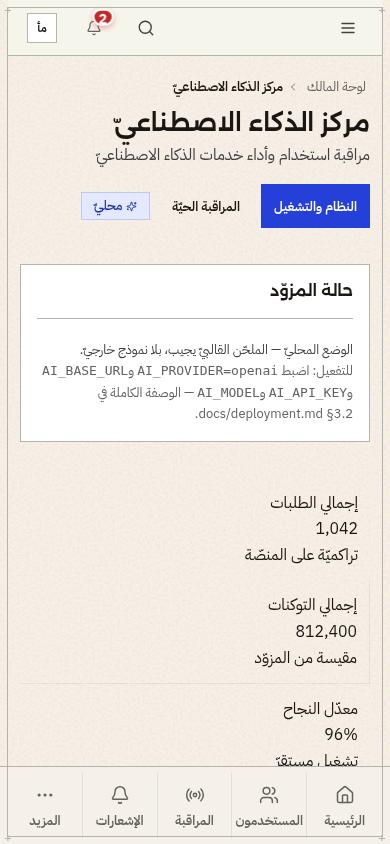 مأ
2
لوحة المالك › مركز الذكاء الاصطناعيّ
مركز الذكاء الاصطناعيّ
مراقبة استخدام وأداء خدمات الذكاء الاصطناعيّ
النظام والتشغيل
المراقبة الحيّة
محليّ
حالة المزوّد
الوضع المحليّ — الملحّن القالبيّ يجيب، بلا نموذج خارجيّ.
للتفعيل: اضبط AI_PROVIDER=openai وAI_BASE_URL
وAI_API_KEY وAI_MODEL — الوصفة الكاملة في
docs/deployment.md §3.2.
إجمالي الطلبات
1,042
تراكميّة على المنصّة
إجمالي التوكنات
812,400
مقيسة من المزوّد
معدّل النجاح
96%
تشغيل مستقرّ
الرئيسية
المستخدمون
المراقبة
الإشعارات
المزيد